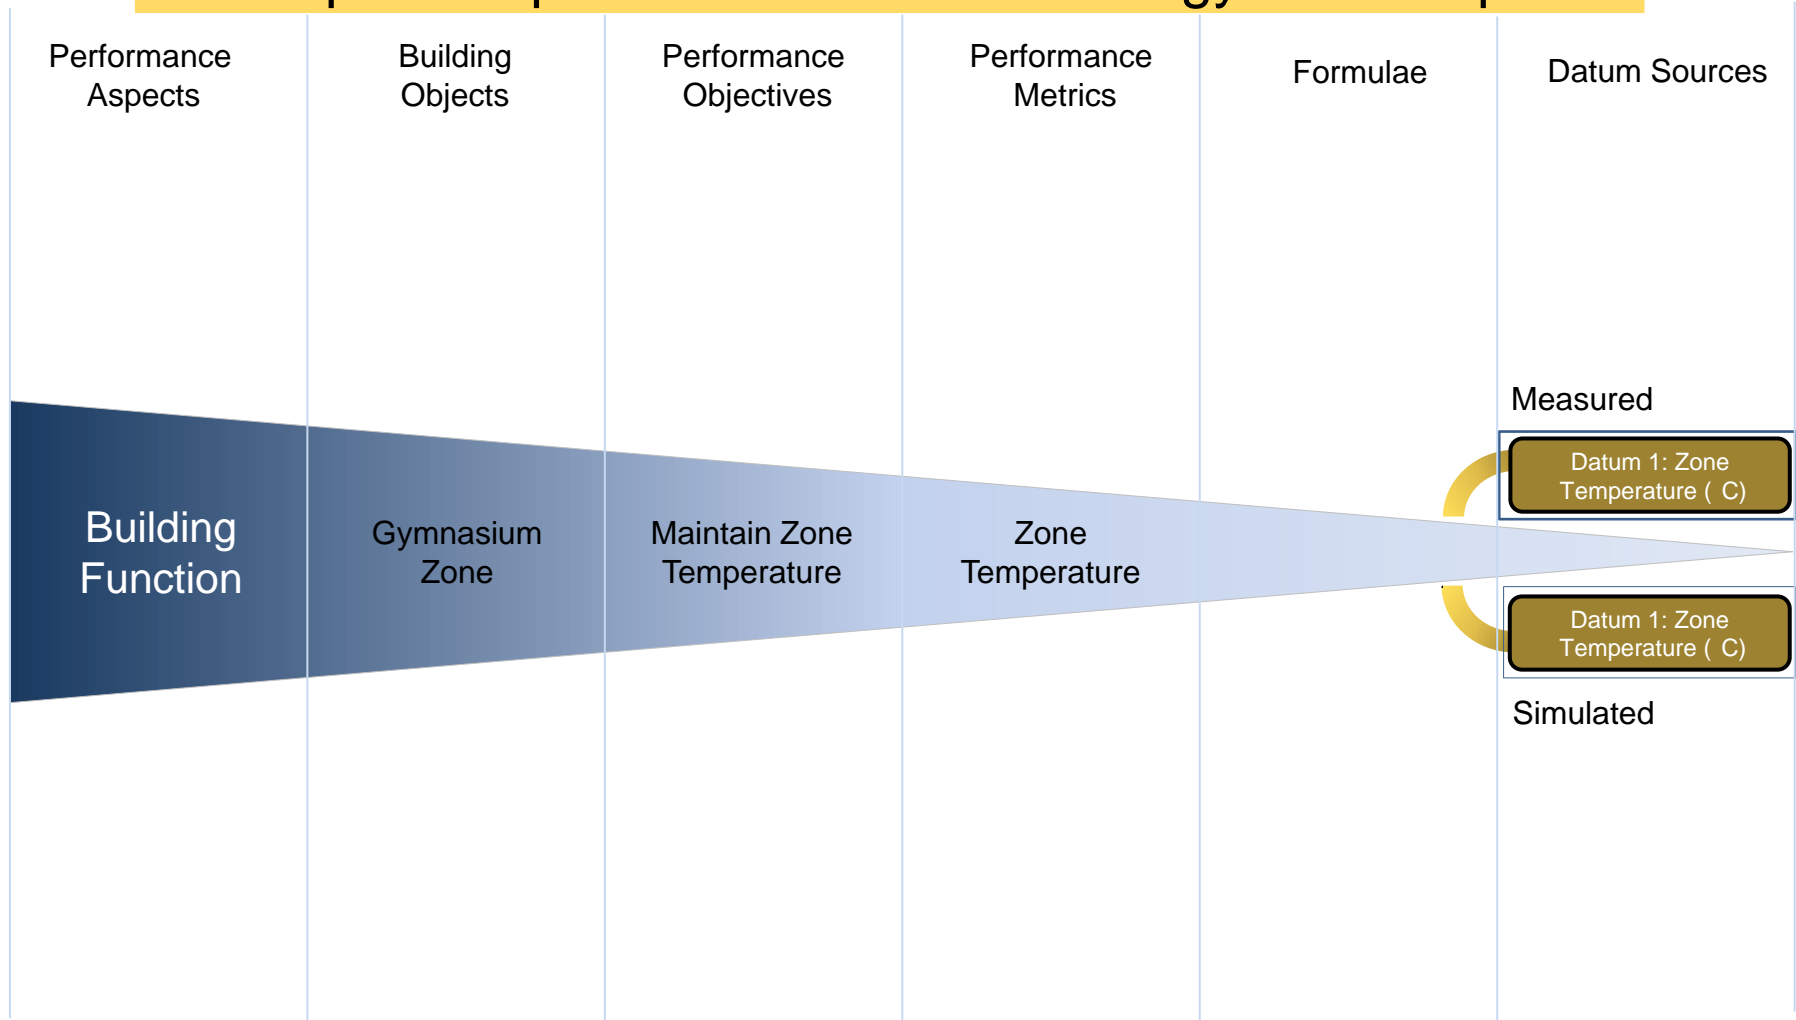 Performance
Aspects
Building
Objects
Performance
Objectives
Performance
Metrics
Formulae
Datum Sources
Measured
Datum 1: Zone
Temperature ( C)
Building
Function
Gymnasium
Zone
Maintain Zone
Temperature
Zone
Temperature
Datum 1: Zone
Temperature ( C)
Simulated